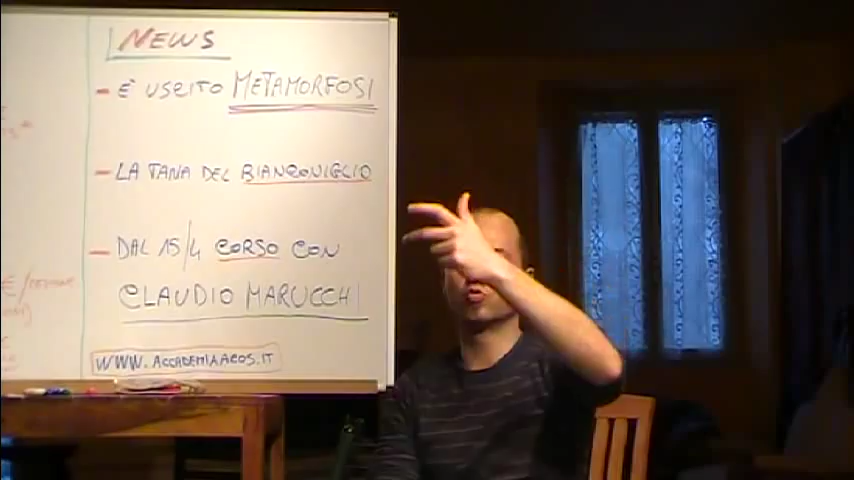 NEWS
- È USCITO METAMORFOSI
- LA TANA DEL BIANCONIGLIO
- DAL 15/4 CORSO CON
CLAUDIO MARUCCHI
WWW.ACCADEMIAACOS.IT